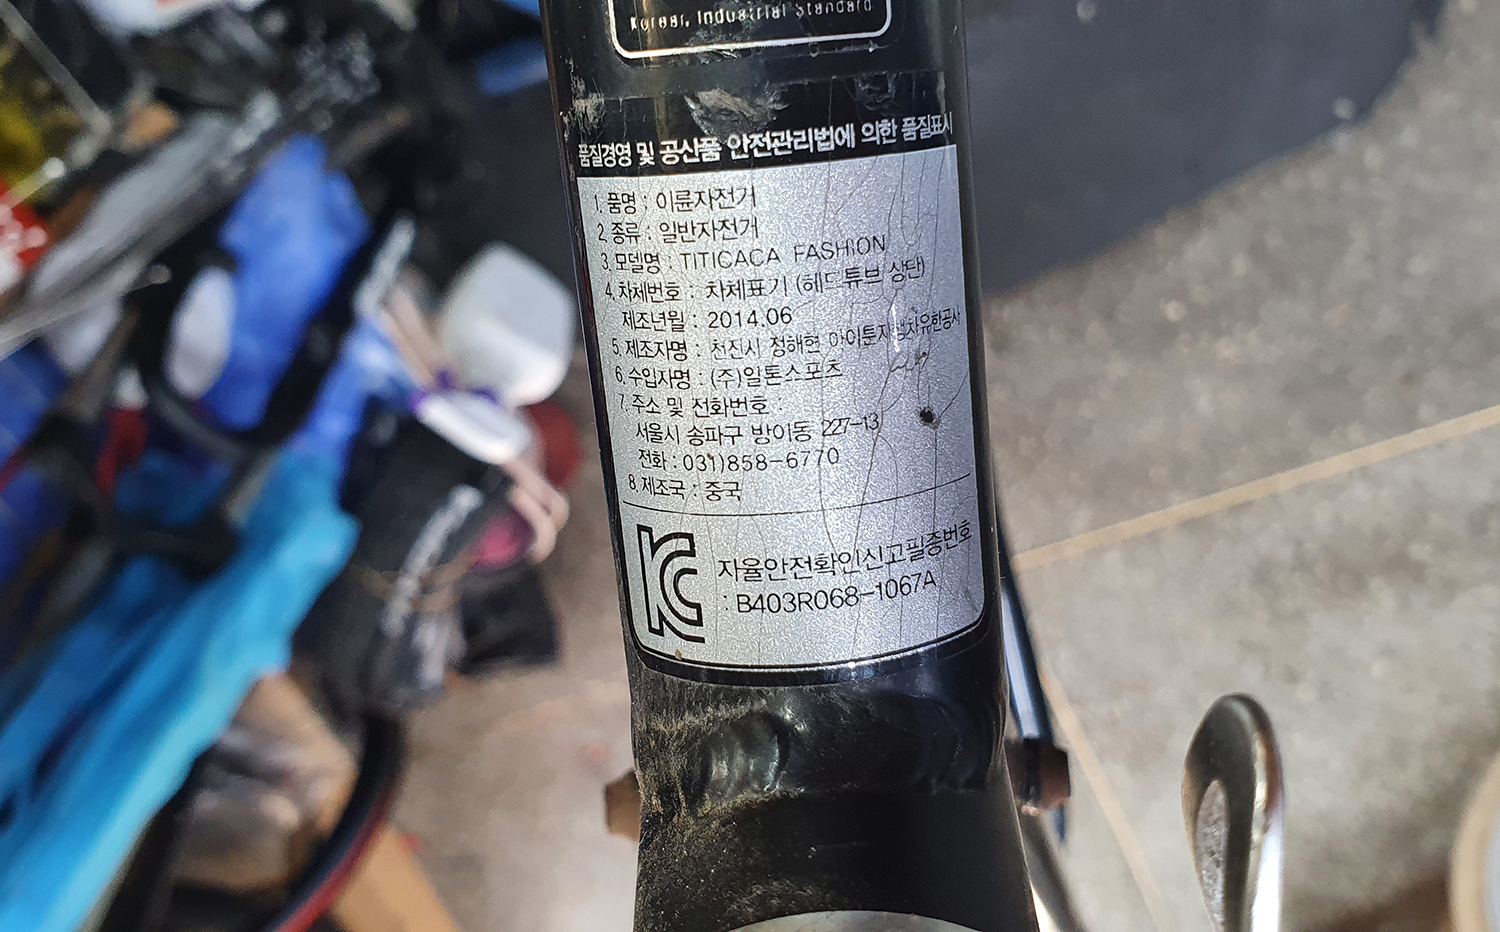 Korean, Industrial Standard
품질경영 및 공산품 안전관리법에 의한 품질표시
1. 품명 : 이륜자전거
2. 종류 : 일반자전거
3. 모델명 : TITICACA FASHION
4. 차체번호 : 차체표기 (헤드튜브 상단)
제조년월 : 2014.06
5. 제조자명 : 천진시 정해현 아이툰자행차유한공사
6. 수입자명 : (주)알톤스포츠
7. 주소 및 전화번호 :
서울시 송파구 방이동 227-13
전화 : 031)858-6770
8. 제조국 : 중국
KC 자율안전확인신고필증번호
: B403R068-1067A